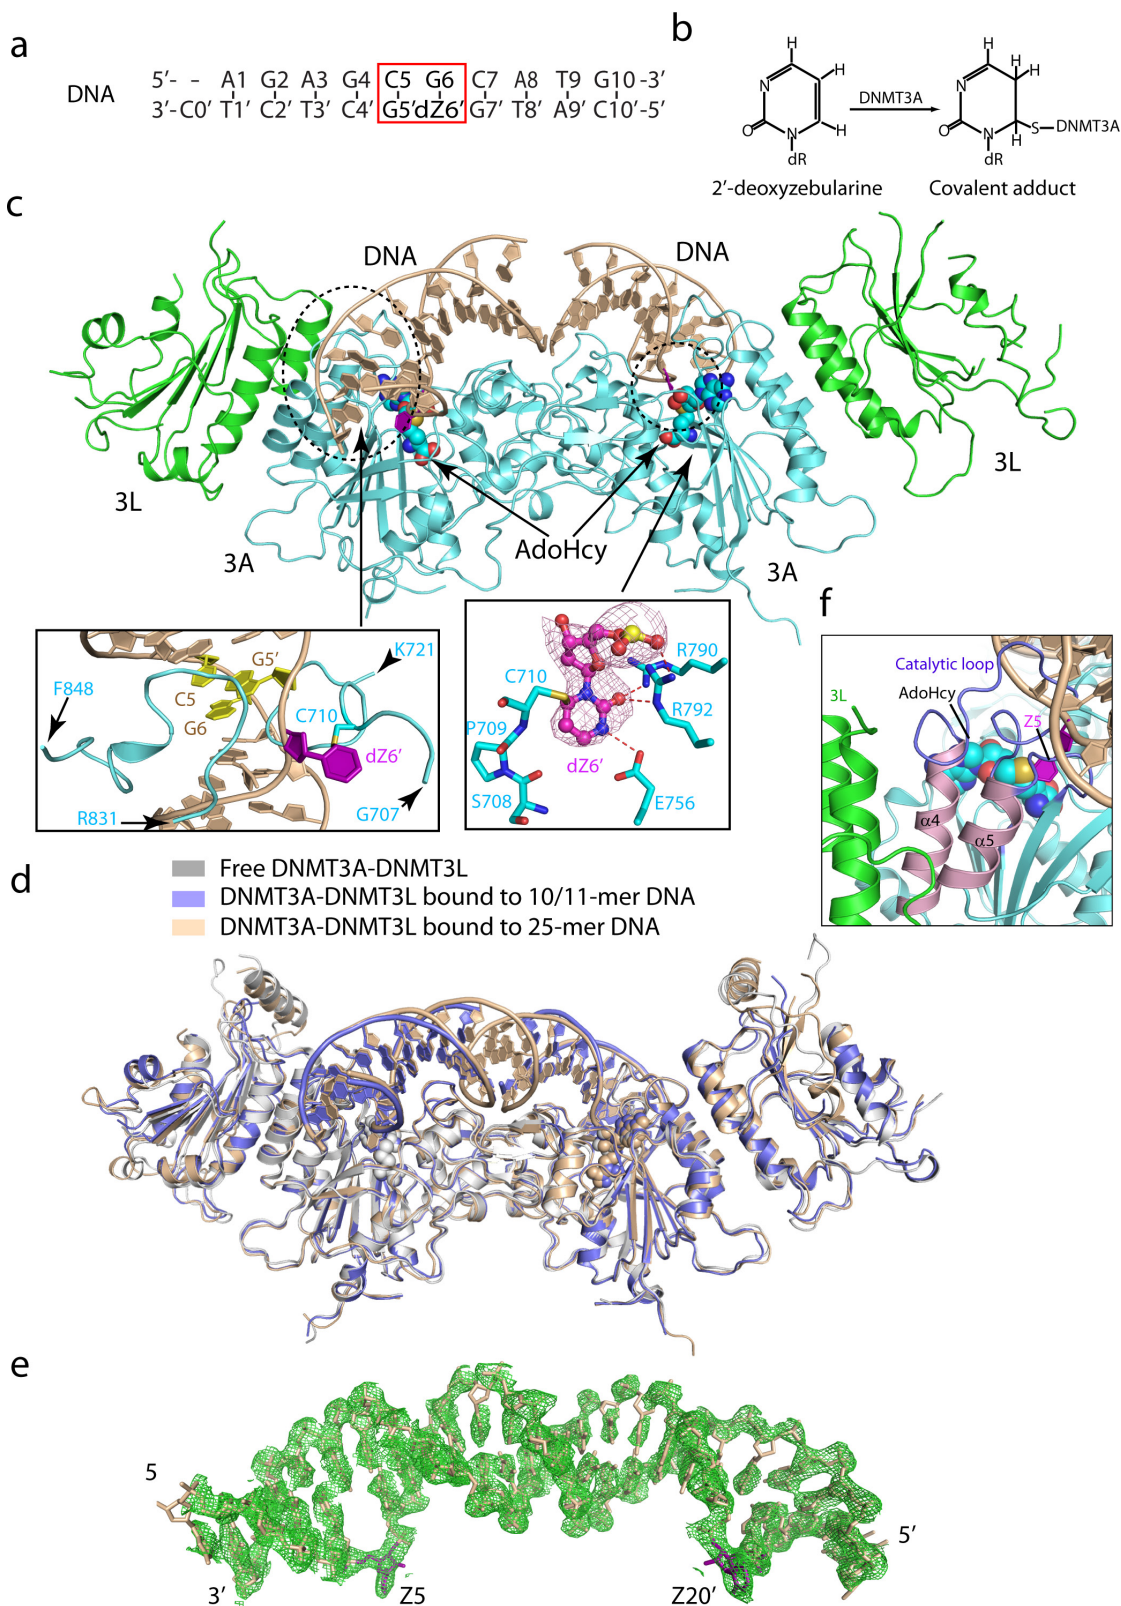 a
DNA
5′- - A1 G2 A3 G4 C5 G6 C7 A8 T9 G10 -3′
3′-C0′ T1′ C2′ T3′ C4′ G5′dZ6′ G7′ T8′ A9′ C10′-5′
b
H
H
N
O
N
H
dR
DNMT3A
H
H
H
N
O
N
H
S—DNMT3A
dR
2′-deoxyzebularine
Covalent adduct
c
DNA
DNA
3L
3L
3A
3A
AdoHcy
F848
G5′
C5
G6
C710
K721
dZ6′
R831
G707
C710
R790
R792
P709
dZ6′
S708
E756
f
Catalytic loop
3L
AdoHcy
Z5
α4
α5
d
Free DNMT3A-DNMT3L
DNMT3A-DNMT3L bound to 10/11-mer DNA
DNMT3A-DNMT3L bound to 25-mer DNA
e
5
3′
Z5
Z20′
5′